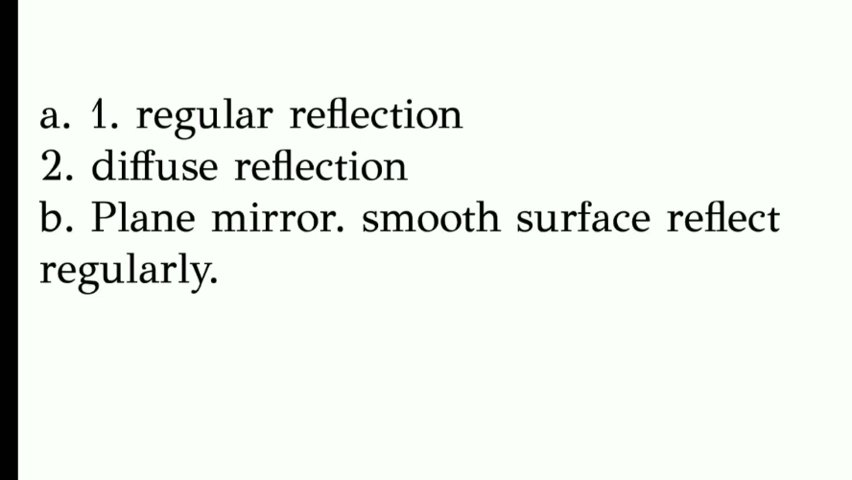 a. 1. regular reflection
2. diffuse reflection
b. Plane mirror. smooth surface reflect
regularly.